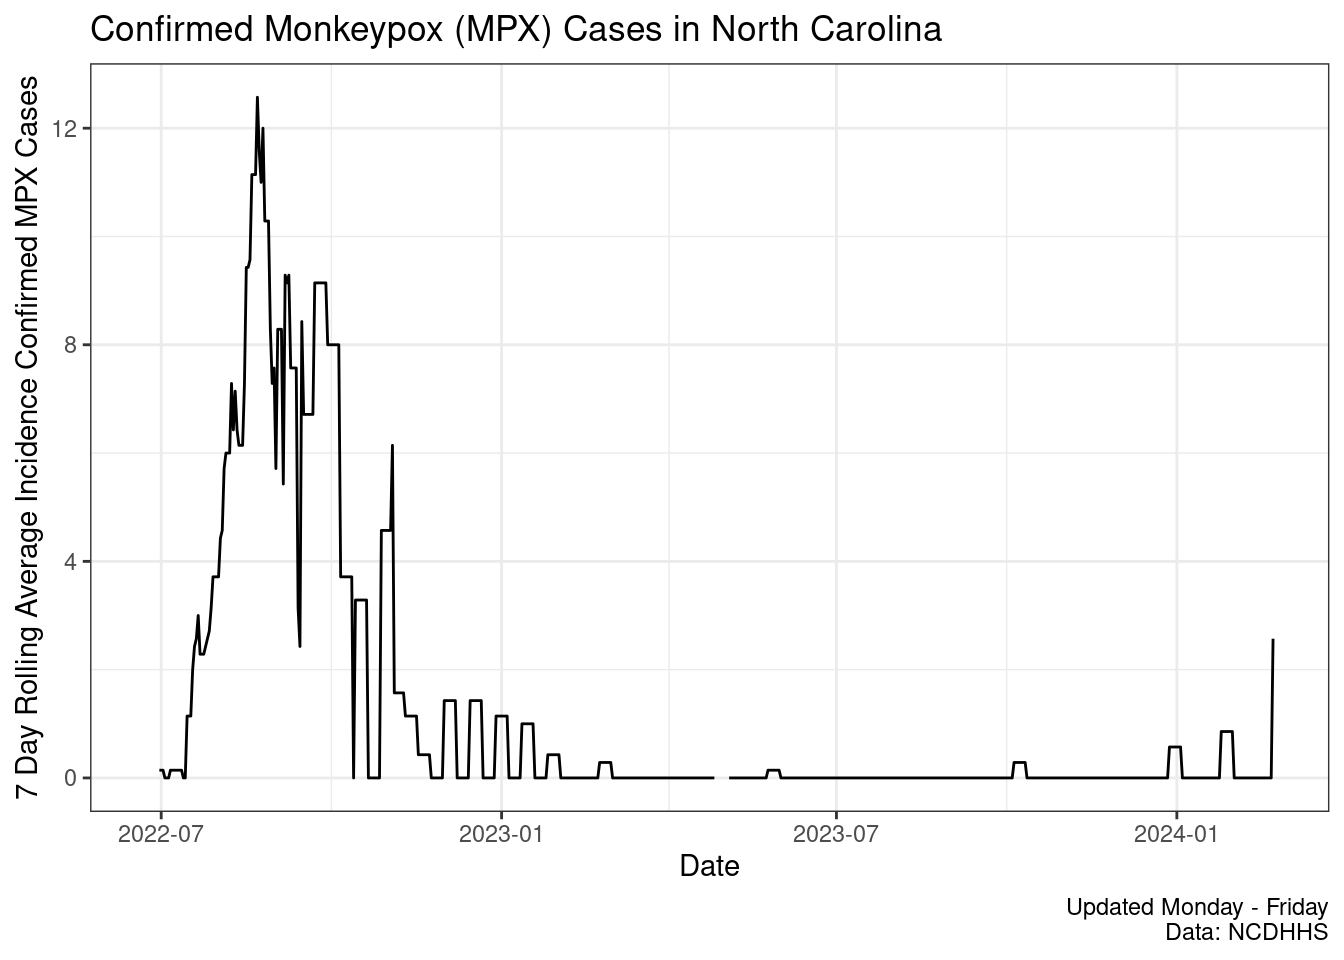 Confirmed Monkeypox (MPX) Cases in North Carolina
7 Day Rolling Average Incidence Confirmed MPX Cases
12
8
4
0
2022-07
2023-01
2023-07
2024-01
Date
Updated Monday - Friday
Data: NCDHHS